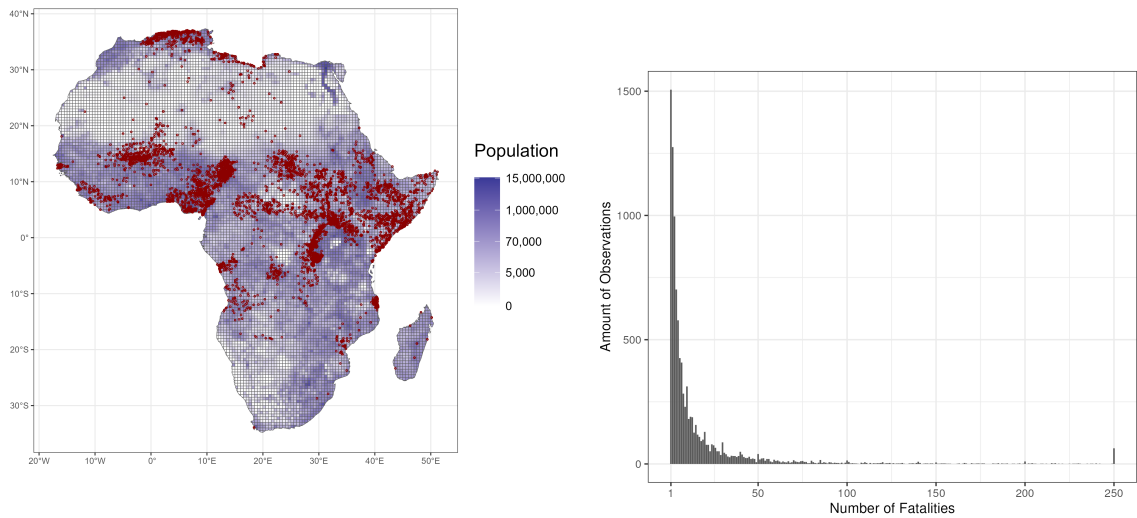 40°N
30°N
20°N
10°N
0°
10°S
20°S
30°S
20°W
10°W
0°
10°E
20°E
30°E
40°E
50°E
Population
15,000,000
1,000,000
70,000
5,000
0
Amount of Observations
1500
1000
500
0
1
50
100
150
200
250
Number of Fatalities